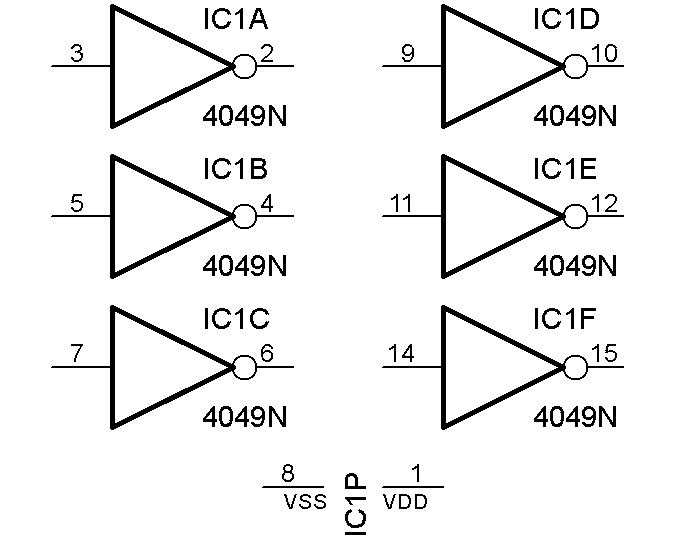 IC1A
3 2
4049N
IC1D
9 10
4049N
IC1B
5 4
4049N
IC1E
11 12
4049N
IC1C
7 6
4049N
IC1F
14 15
4049N
8
VSS
IC1P
1
VDD